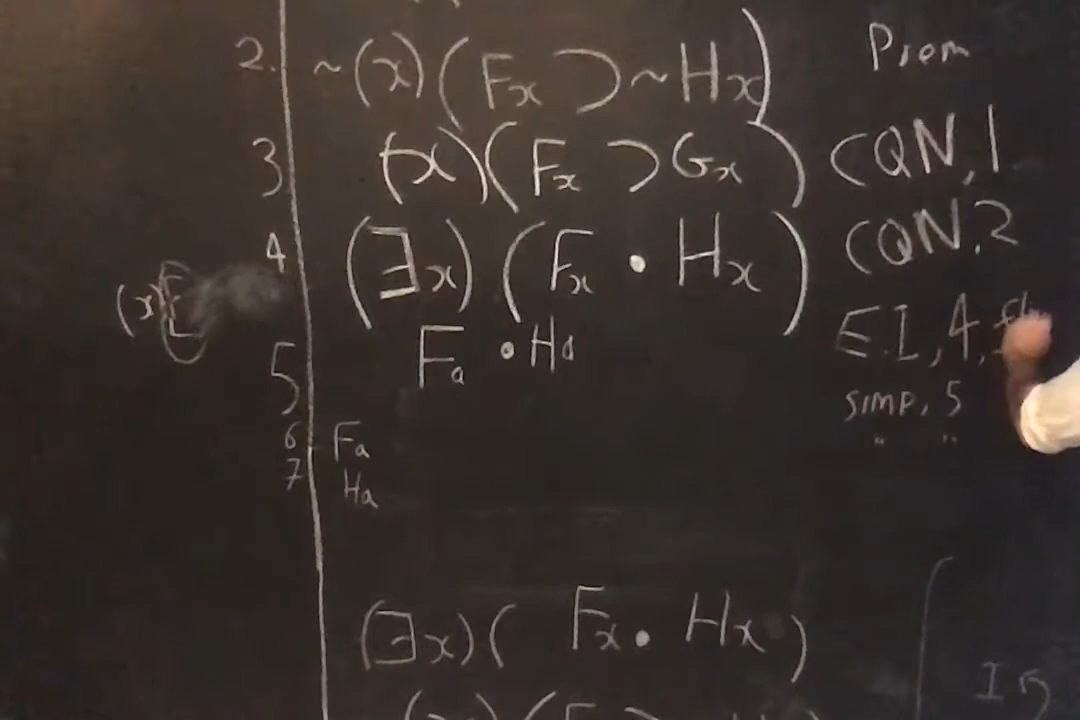 2. ~(x)(Fx ⊃ ~Hx) Prem
3 (x)(Fx ⊃ Gx) CQN, 1
4 (∃x)(Fx • Hx) CQN, 2
(x)
5 Fa • Ha E.I, 4,
6 Fa SIMP, 5
7 Ha " "
(∃x)( Fx • Hx )